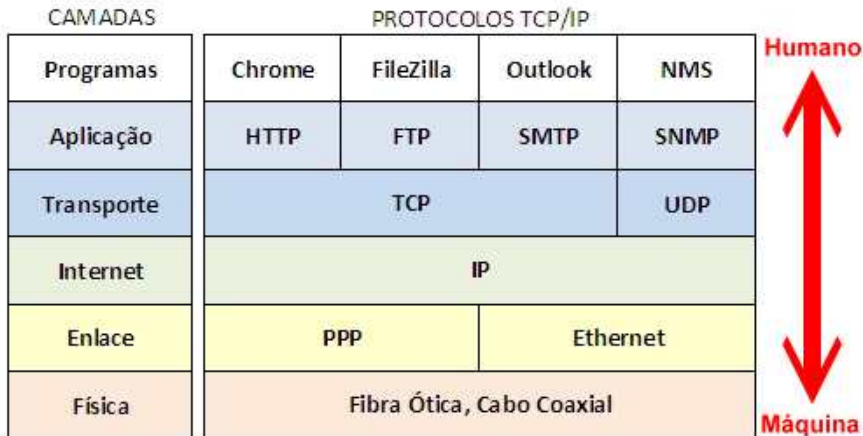 CAMADAS PROTOCOLOS TCP/IP
Humano
Programas Chrome FileZilla Outlook NMS
Aplicação HTTP FTP SMTP SNMP
Transporte TCP UDP
Internet IP
Enlace PPP Ethernet
Física Fibra Ótica, Cabo Coaxial
Máquina